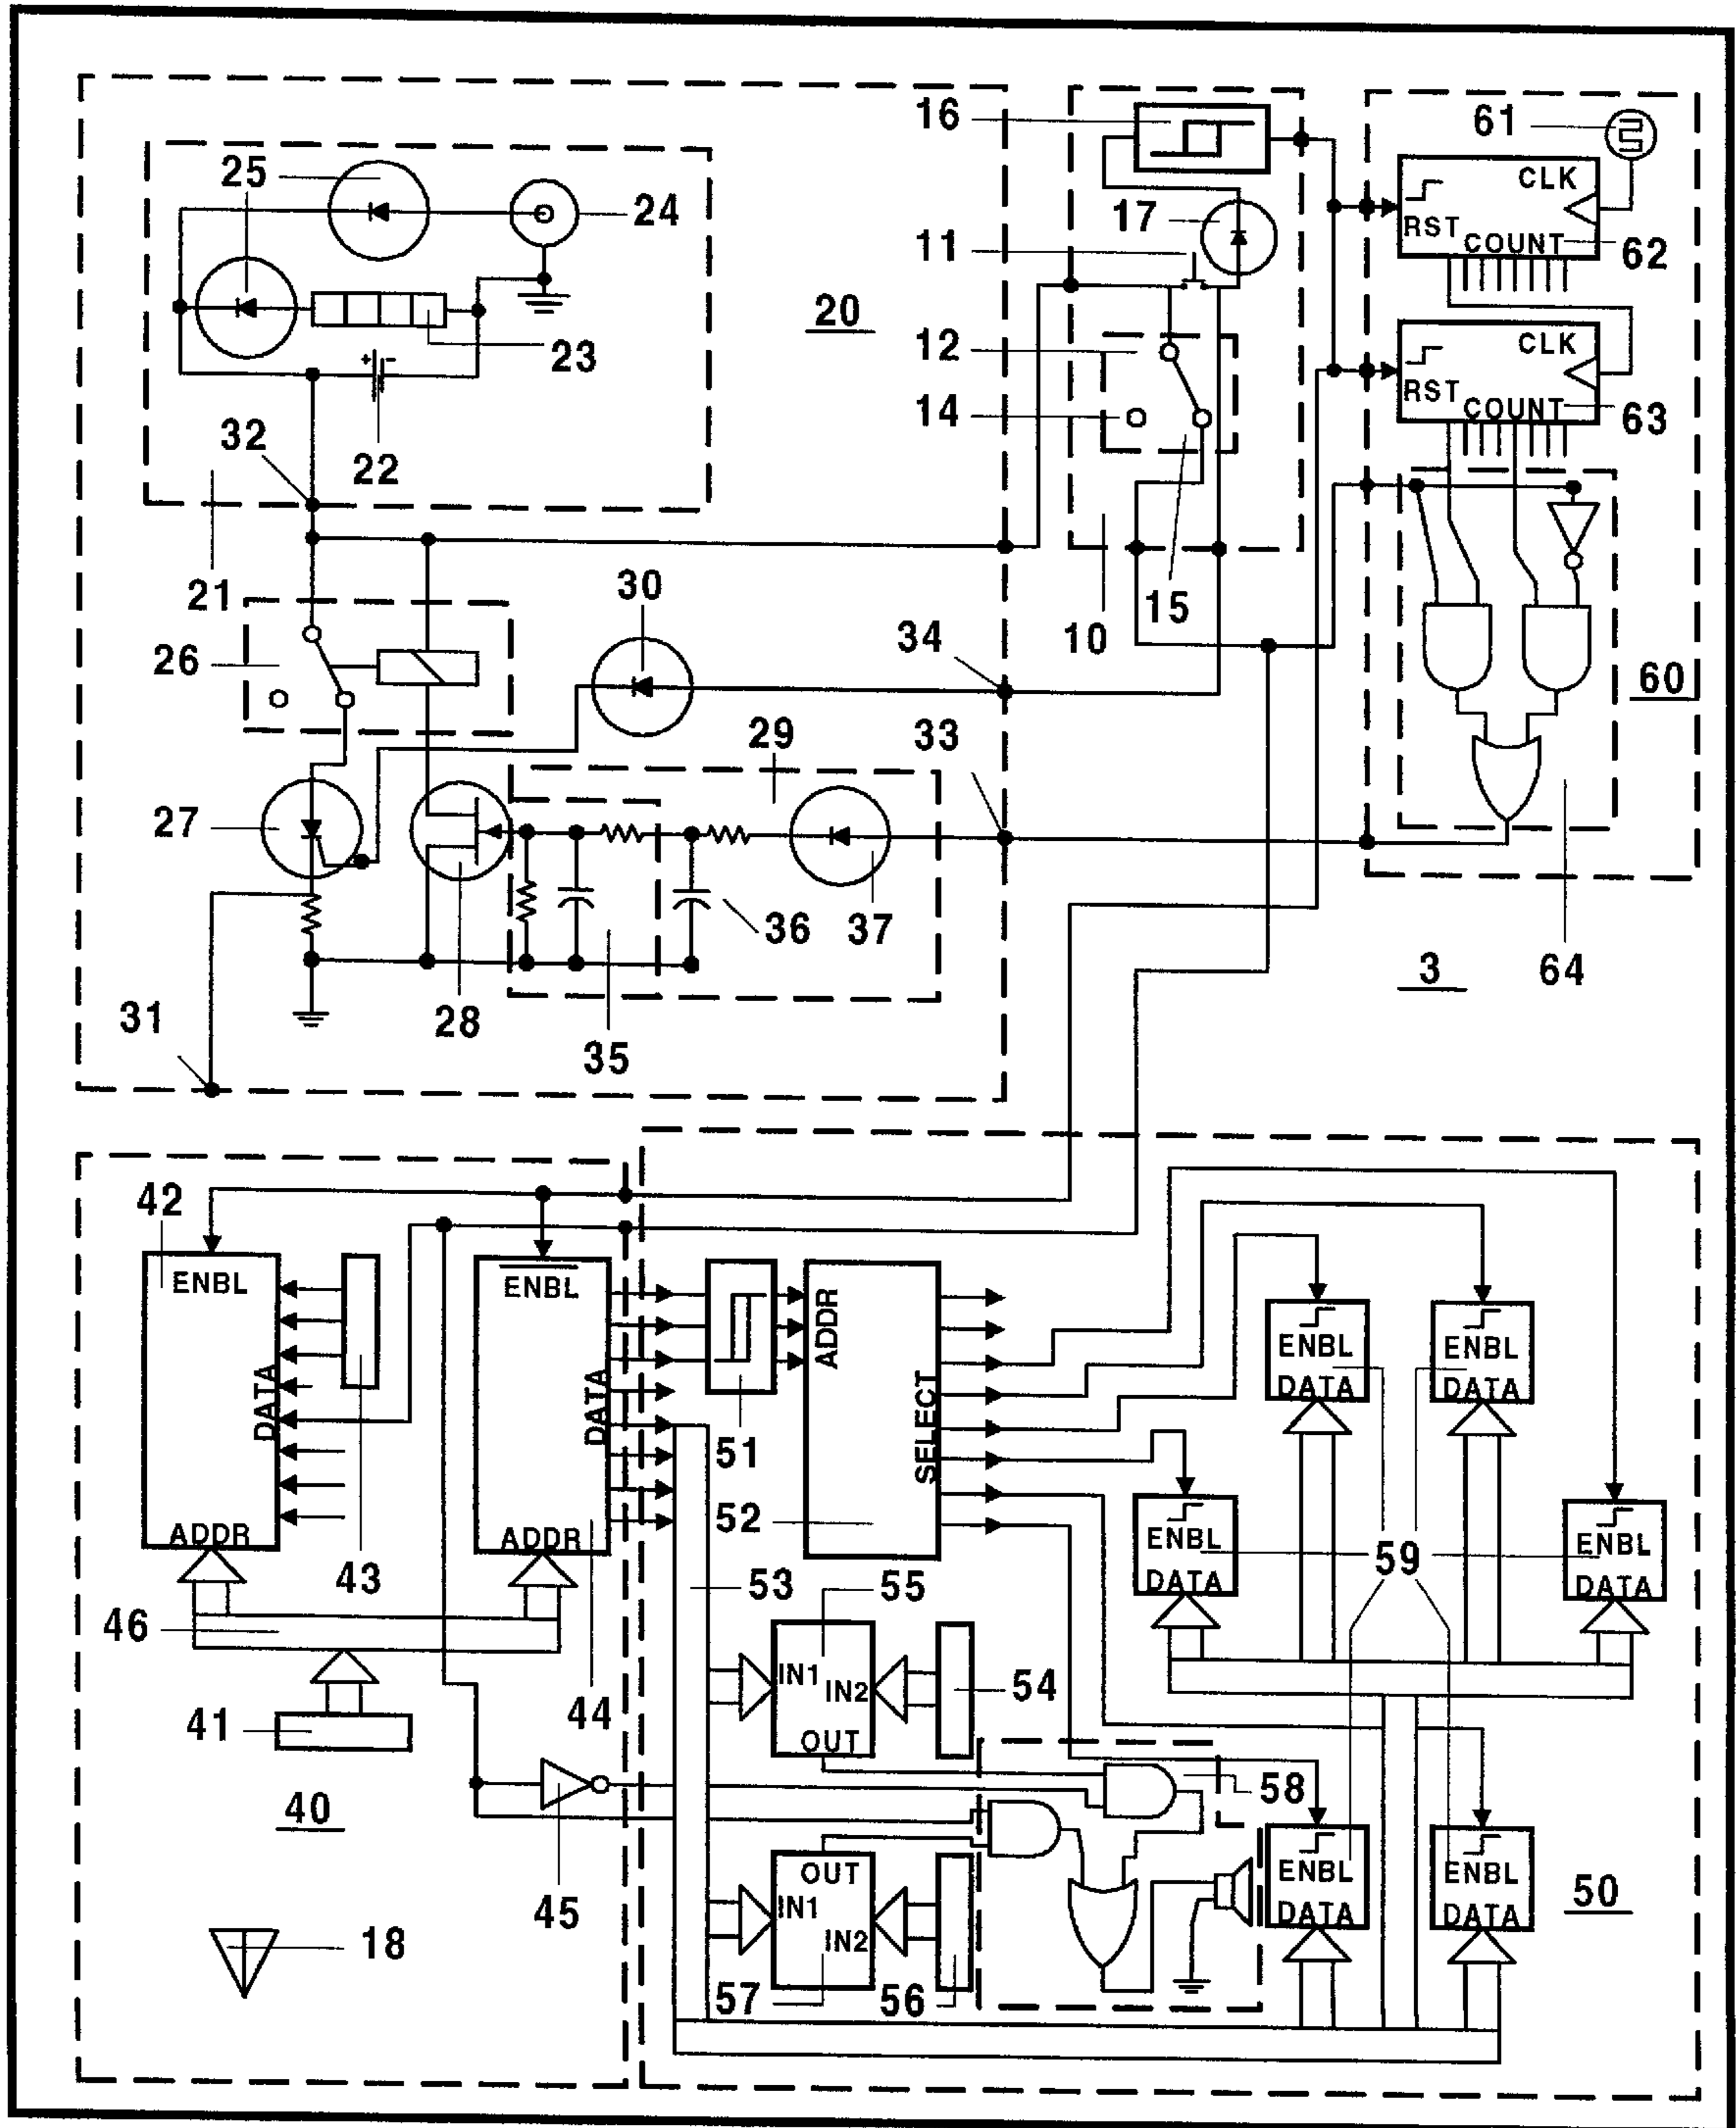 16
61
CLK
25
24
17
RST
COUNT
62
11
20
12
23
CLK
14
RST
COUNT
63
32
22
21
30
15
10
34
26
60
29
33
27
36
37
3
64
28
31
35
42
ENBL
ENBL
ADDR
ENBL
DATA
ENBL
DATA
DATA
DATA
SELECT
51
ENBL
DATA
52
ENBL
DATA
59
ADDR
ADDR
43
53
55
46
IN1
IN2
54
44
41
OUT
58
40
45
OUT
IN1
IN2
ENBL
DATA
ENBL
DATA
50
18
57
56